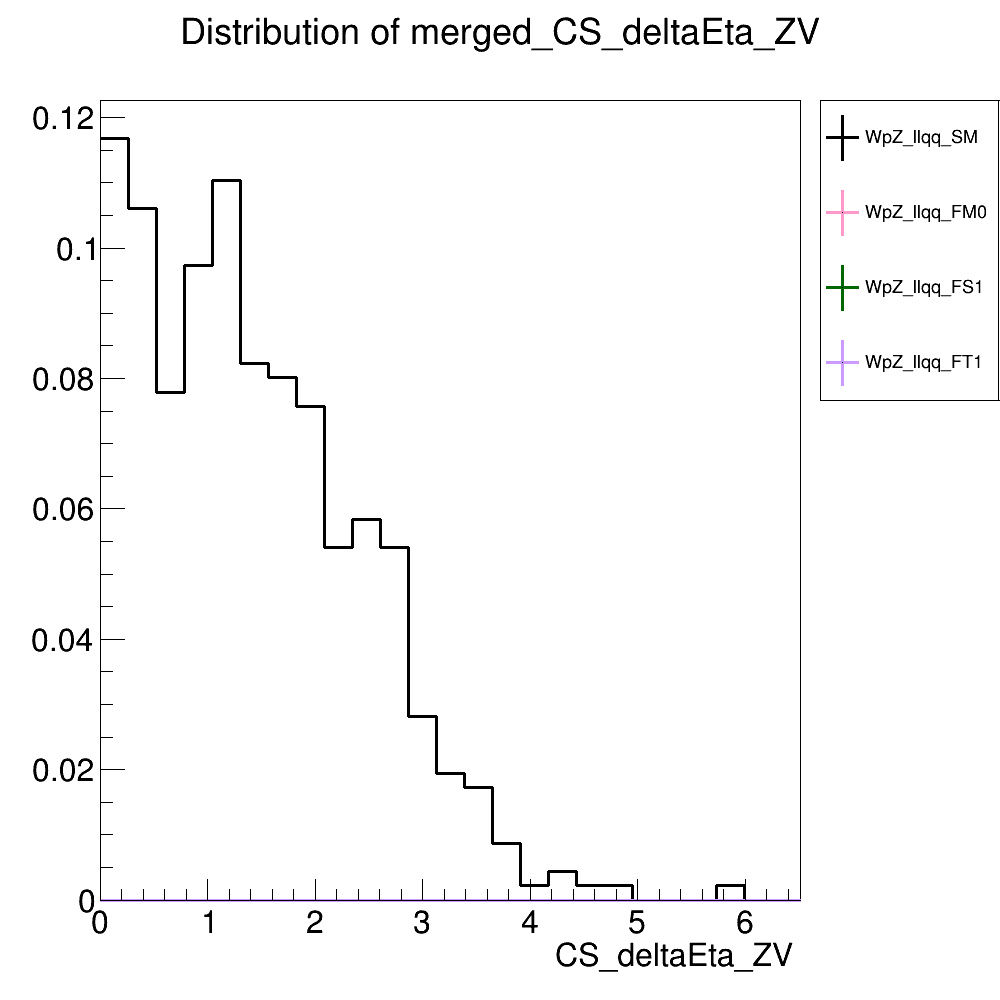 Distribution of merged_CS_deltaEta_ZV
0.12
0.1
0.08
0.06
0.04
0.02
0
0 1 2 3 4 5 6
CS_deltaEta_ZV
WpZ_llqq_SM
WpZ_llqq_FM0
WpZ_llqq_FS1
WpZ_llqq_FT1